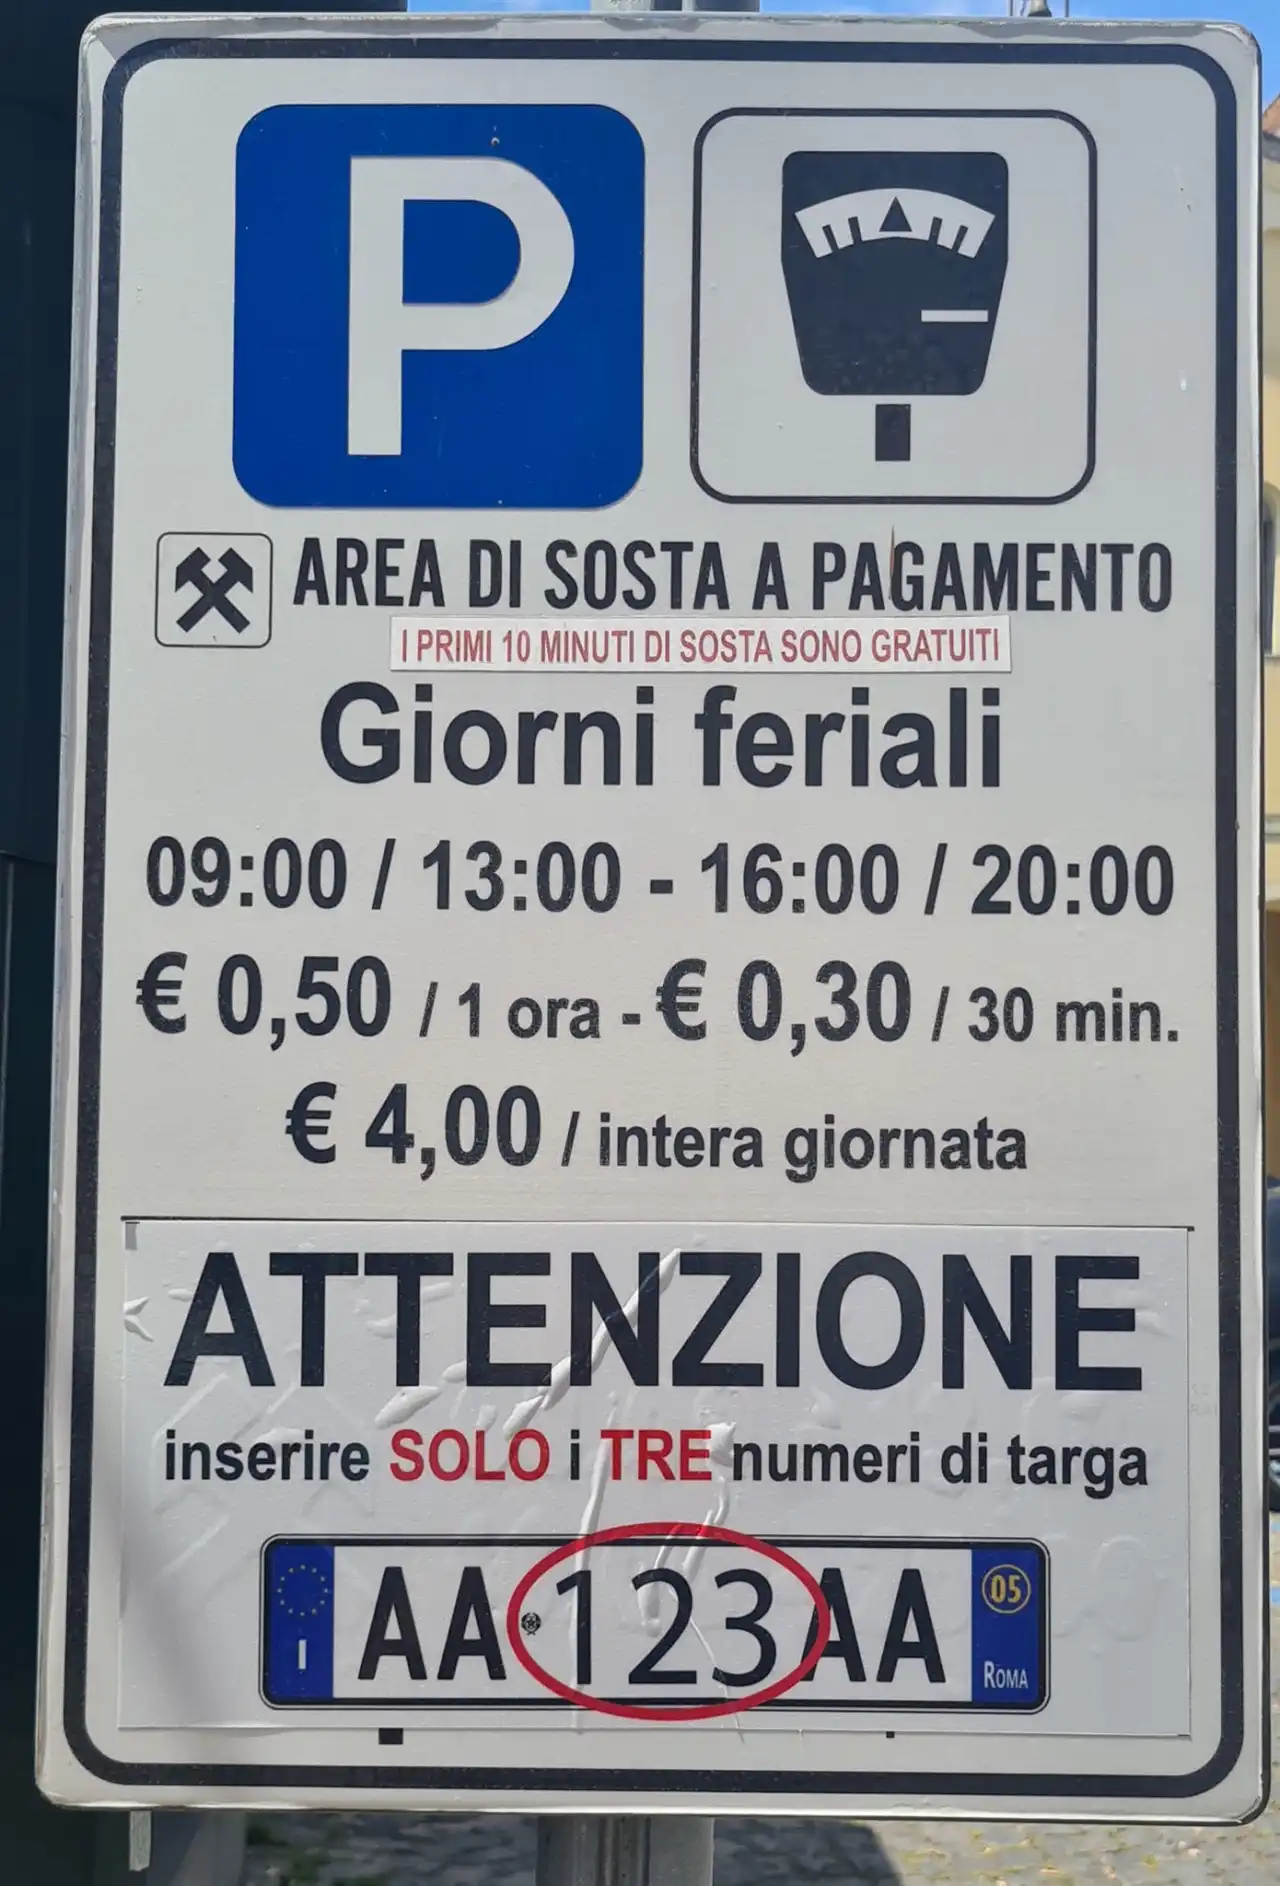 P
AREA DI SOSTA A PAGAMENTO
I PRIMI 10 MINUTI DI SOSTA SONO GRATUITI
Giorni feriali
09:00 / 13:00 - 16:00 / 20:00
€ 0,50 / 1 ora - € 0,30 / 30 min.
€ 4,00 / intera giornata
ATTENZIONE
inserire SOLO i TRE numeri di targa
I AA 123 AA 05 ROMA